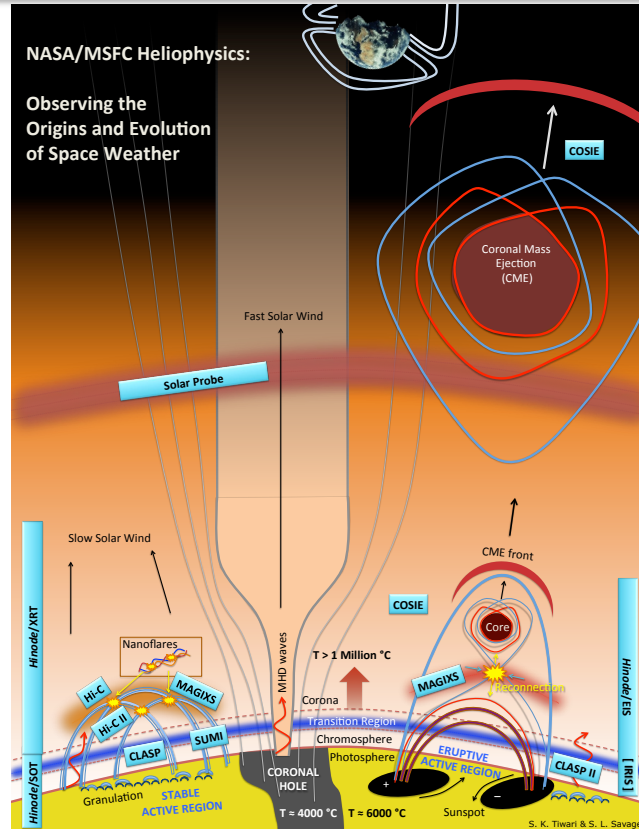 NASA/MSFC Heliophysics:
Observing the
Origins and Evolution
of Space Weather
COSIE
Coronal Mass
Ejection
(CME)
Fast Solar Wind
Solar Probe
Slow Solar Wind
CME front
Hinode/XRT
Hinode/SOT
Nanoflares
Hi-C
Hi-C II
MAGIXS
CLASP
SUMI
Granulation
STABLE
ACTIVE REGION
MHD waves
T > 1 Million °C
Corona
Transition Region
Chromosphere
Photosphere
CORONAL
HOLE
T ≈ 4000 °C
T ≈ 6000 °C
COSIE
Core
MAGIXS
Reconnection
ERUPTIVE
ACTIVE REGION
+
−
Sunspot
CLASP II
Hinode/EIS
[ IRIS ]
S. K. Tiwari & S. L. Savage